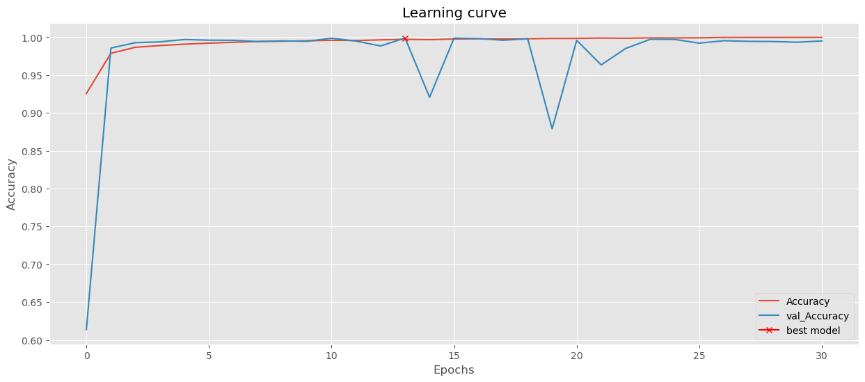 Learning curve
1.00
0.95
0.90
0.85
0.80
0.75
0.70
0.65
0.60
Accuracy
0 5 10 15 20 25 30
Epochs
Accuracy
val_Accuracy
best model